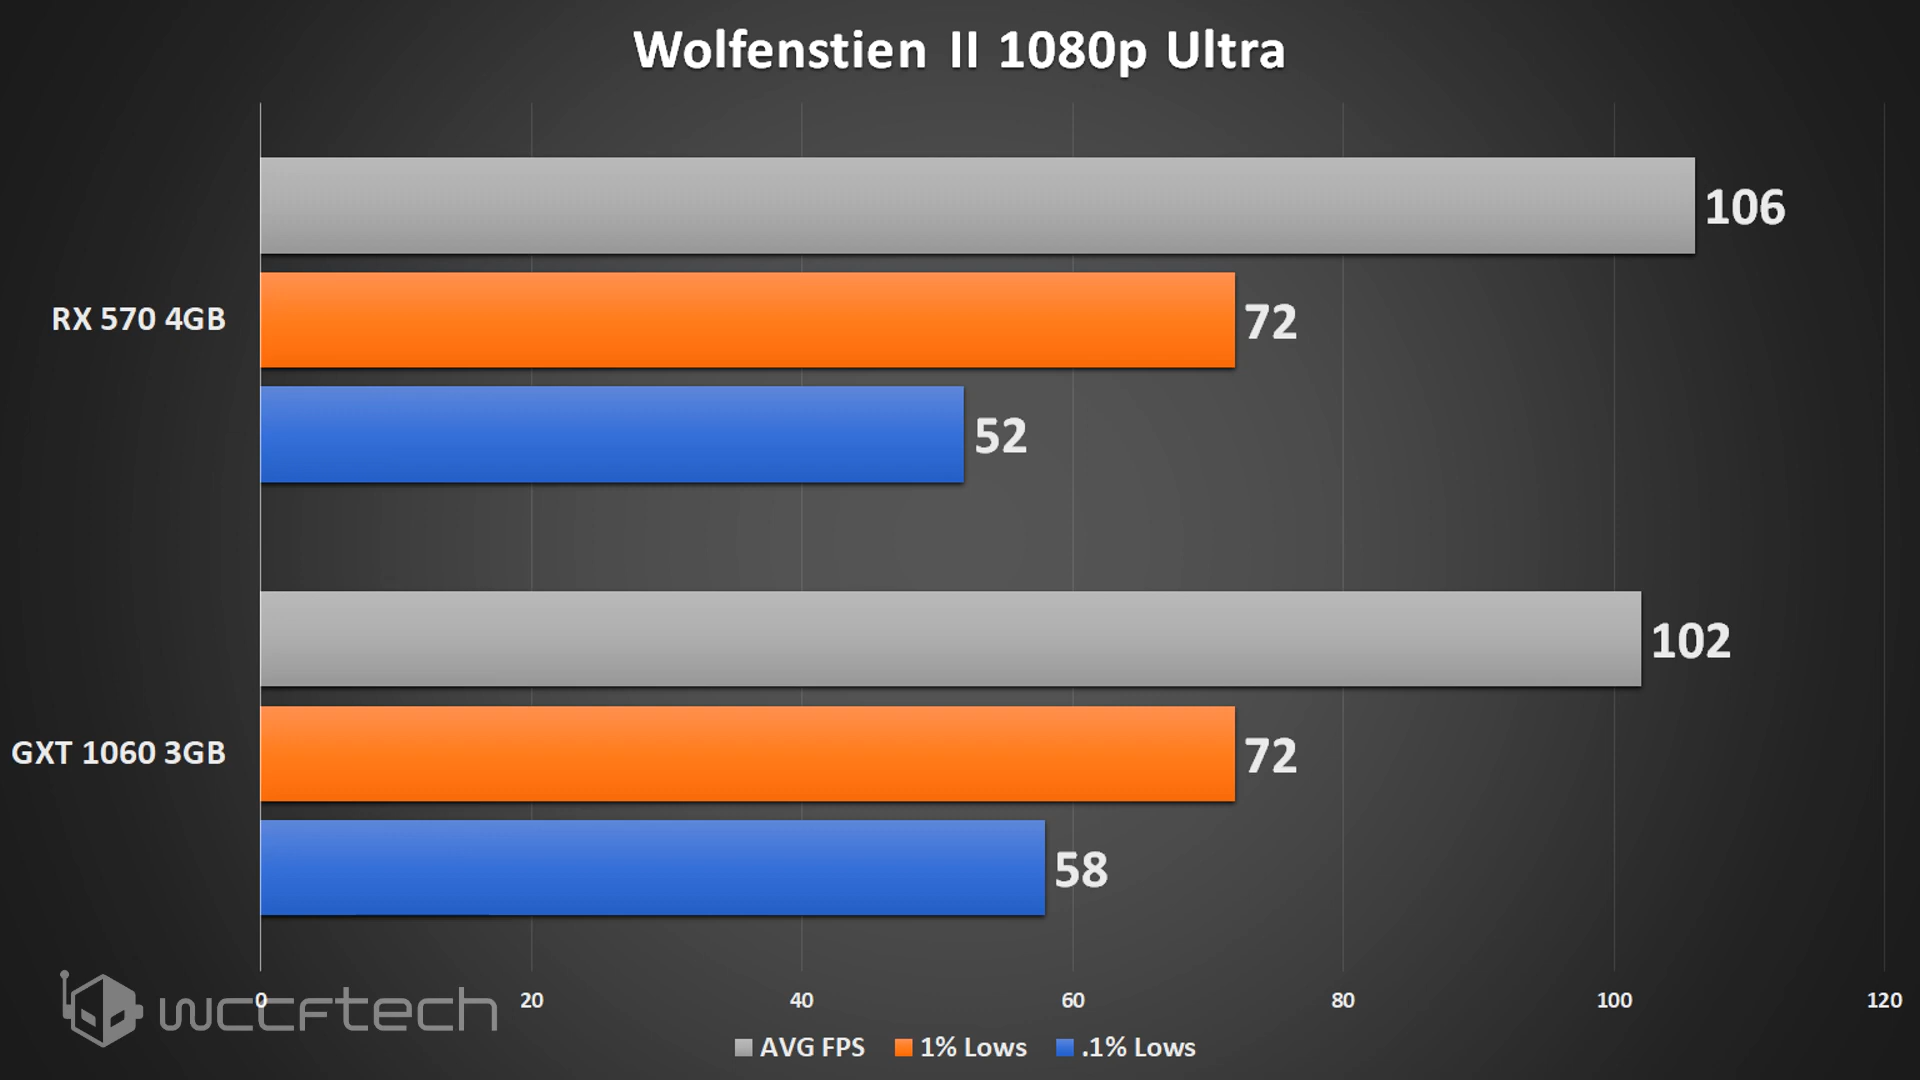 Wolfenstien II 1080p Ultra
106
RX 570 4GB
72
52
102
GXT 1060 3GB
72
58
wccftech
0 20 40 60 80 100 120
AVG FPS 1% Lows .1% Lows